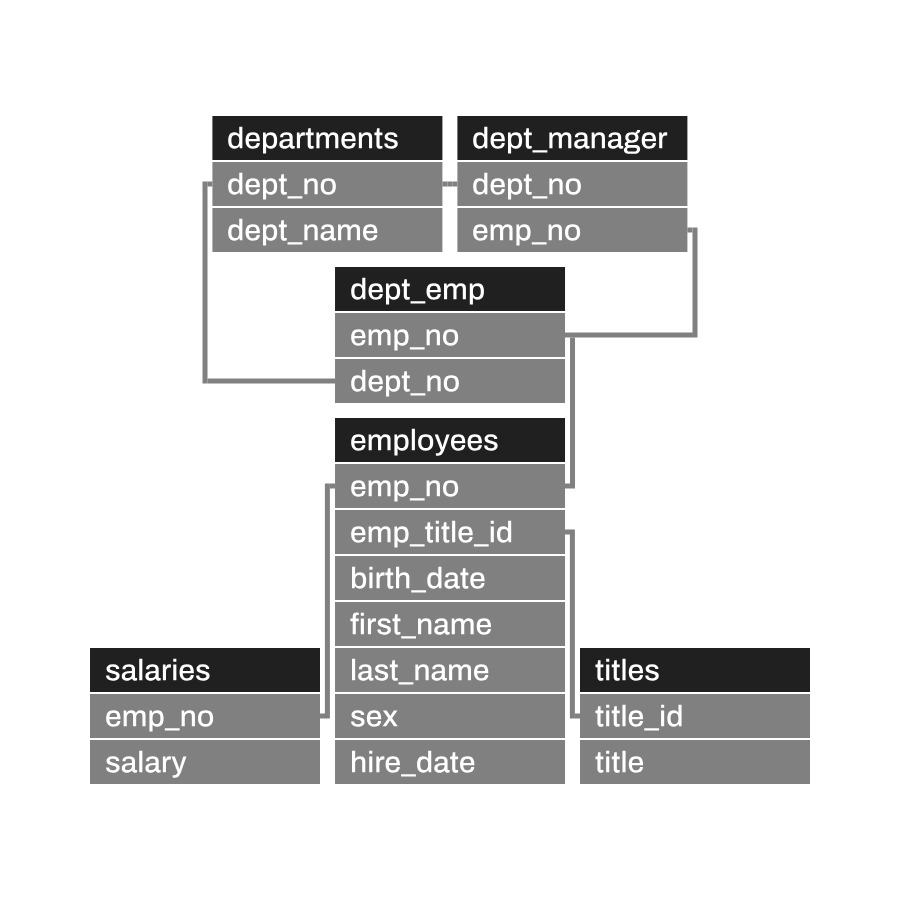 departments
dept_no
dept_name
dept_manager
dept_no
emp_no
dept_emp
emp_no
dept_no
employees
emp_no
emp_title_id
birth_date
first_name
last_name
sex
hire_date
salaries
emp_no
salary
titles
title_id
title